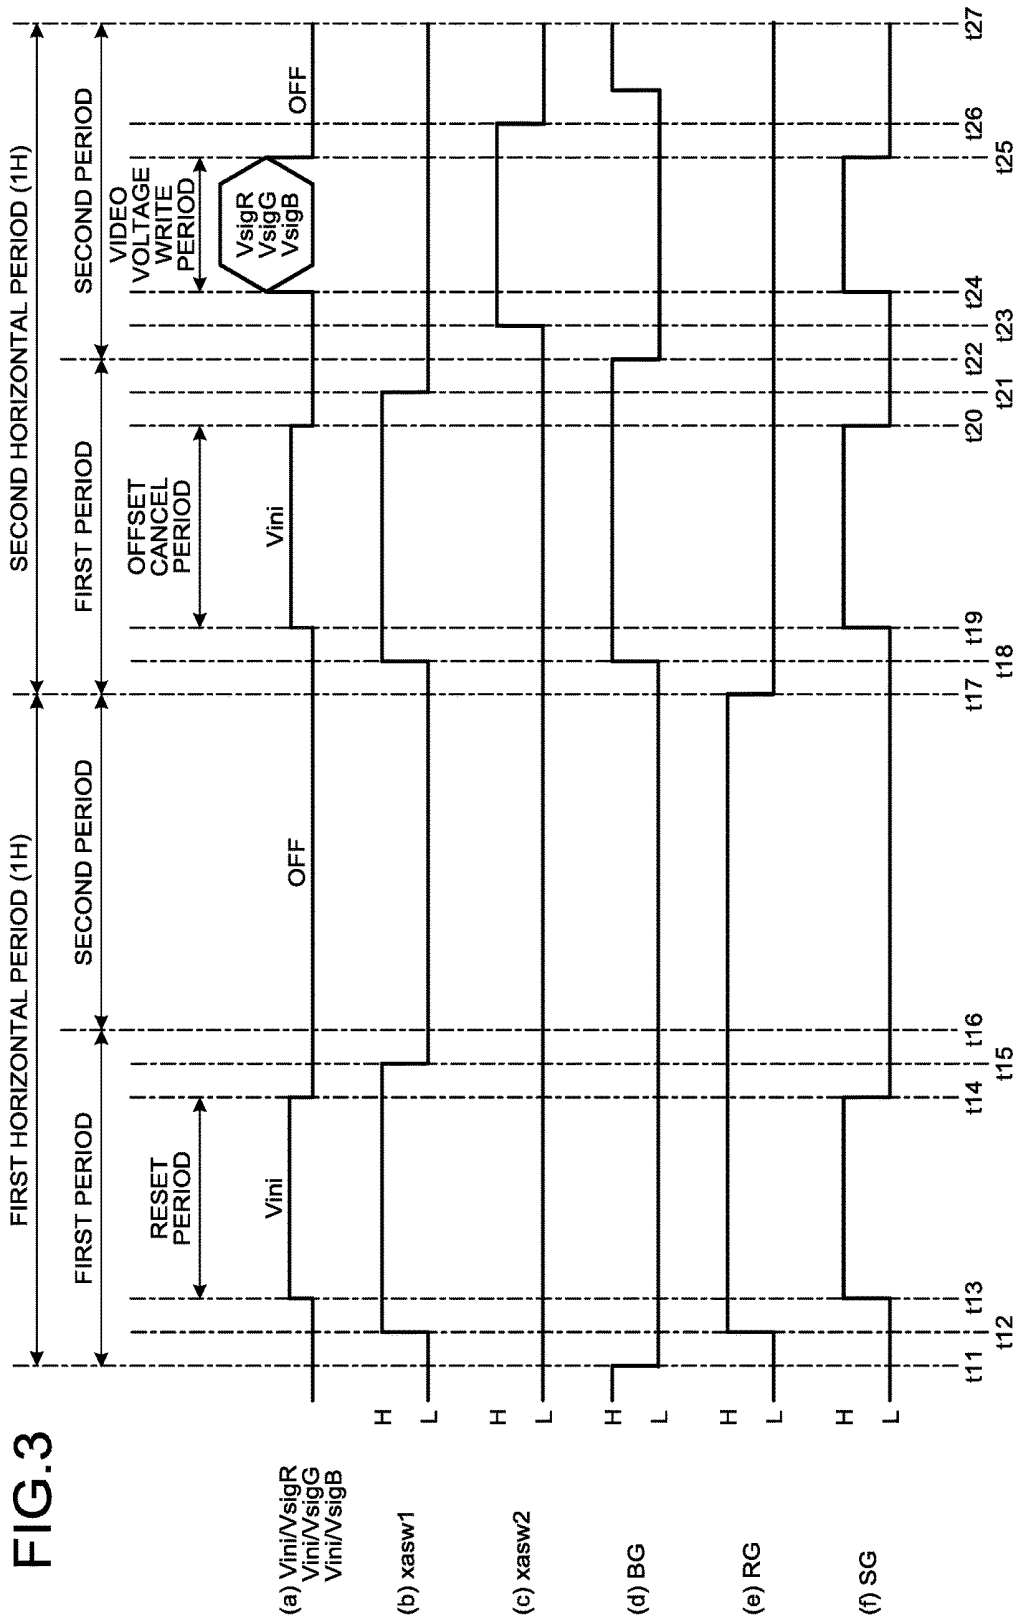 FIG.3
FIRST HORIZONTAL PERIOD (1H)
SECOND HORIZONTAL PERIOD (1H)
FIRST PERIOD
SECOND PERIOD
FIRST PERIOD
SECOND PERIOD
RESET
PERIOD
OFFSET
CANCEL
PERIOD
VIDEO
VOLTAGE
WRITE
PERIOD
(a) Vini/VsigR
Vini/VsigG
Vini/VsigB
Vini
OFF
Vini
VsigR
VsigG
VsigB
OFF
(b) xasw1
H
L
(c) xasw2
H
L
(d) BG
H
L
(e) RG
H
L
(f) SG
H
L
t11
t12
t13
t14
t15
t16
t17
t18
t19
t20
t21
t22
t23
t24
t25
t26
t27